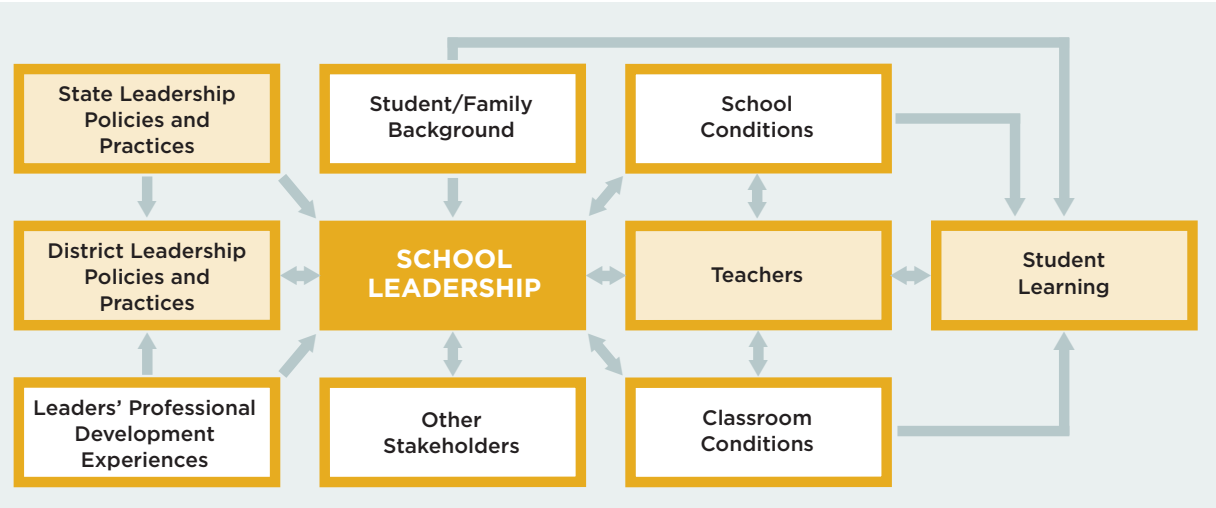 State Leadership
Policies and
Practices
Student/Family
Background
School
Conditions
District Leadership
Policies and
Practices
SCHOOL
LEADERSHIP
Teachers
Student
Learning
Leaders’ Professional
Development
Experiences
Other
Stakeholders
Classroom
Conditions